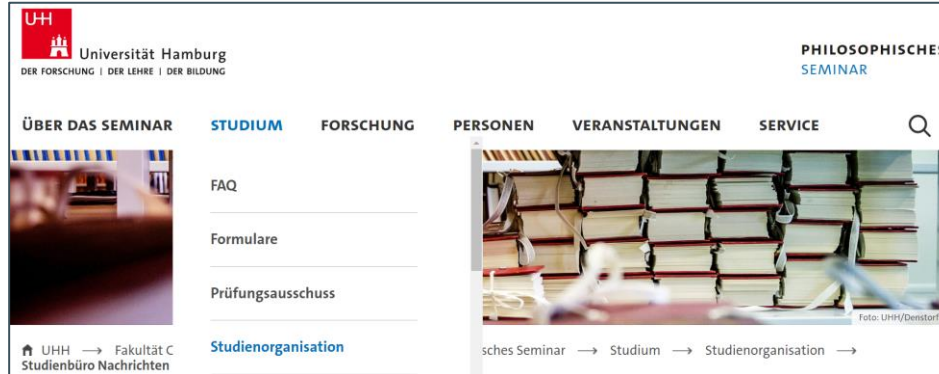 UHH
Universität Hamburg
DER FORSCHUNG | DER LEHRE | DER BILDUNG
PHILOSOPHISCHES
SEMINAR
ÜBER DAS SEMINAR STUDIUM FORSCHUNG PERSONEN VERANSTALTUNGEN SERVICE
FAQ
Formulare
Prüfungsausschuss
Foto: UHH/Denstorf
Studienorganisation
UHH → Fakultät G sches Seminar → Studium → Studienorganisation →
Studienbüro Nachrichten